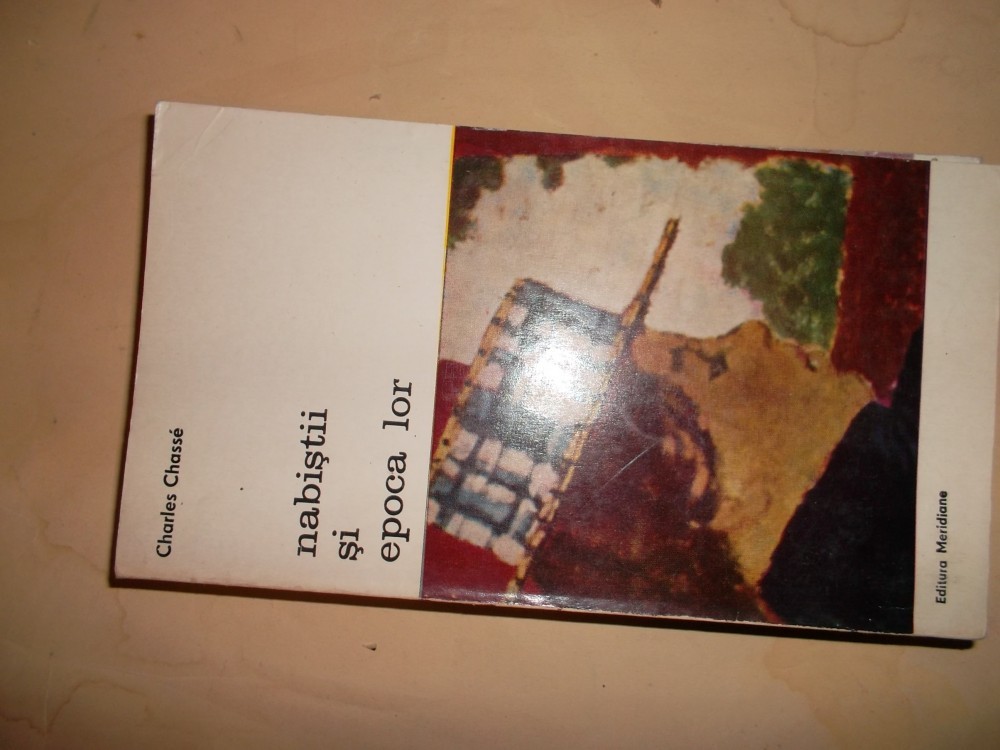 Charles Chassé
nabiştii
şi
epoca lor
Editura Meridiane